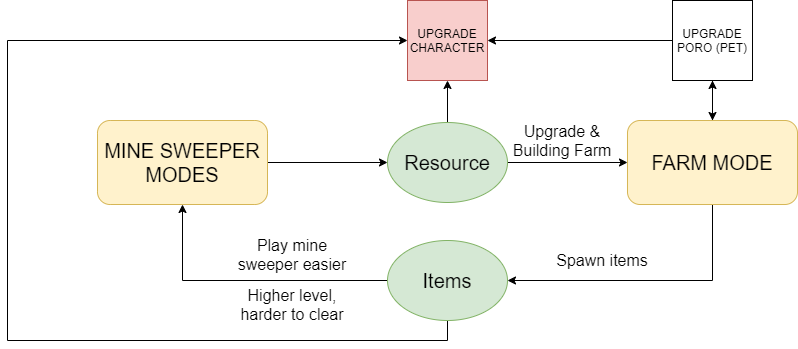 UPGRADE
CHARACTER
UPGRADE
PORO (PET)
MINE SWEEPER
MODES
Resource
Upgrade &
Building Farm
FARM MODE
Play mine
sweeper easier
Higher level,
harder to clear
Items
Spawn items